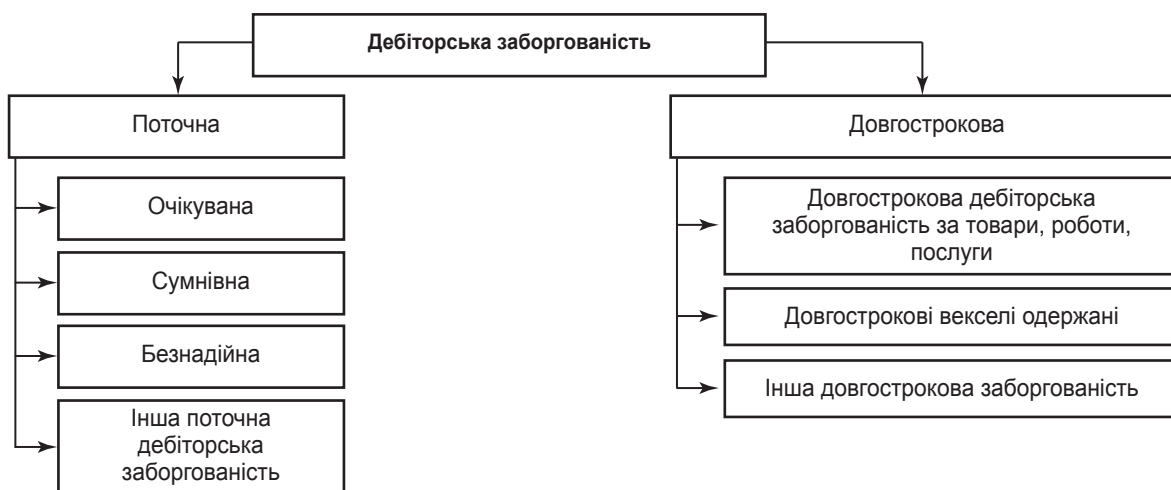 Дебіторська заборгованість
Поточна
Очікувана
Сумнівна
Безнадійна
Інша поточна
дебіторська
заборгованість
Довгострокова
Довгострокова дебіторська
заборгованість за товари, роботи,
послуги
Довгострокові векселі одержані
Інша довгострокова заборгованість